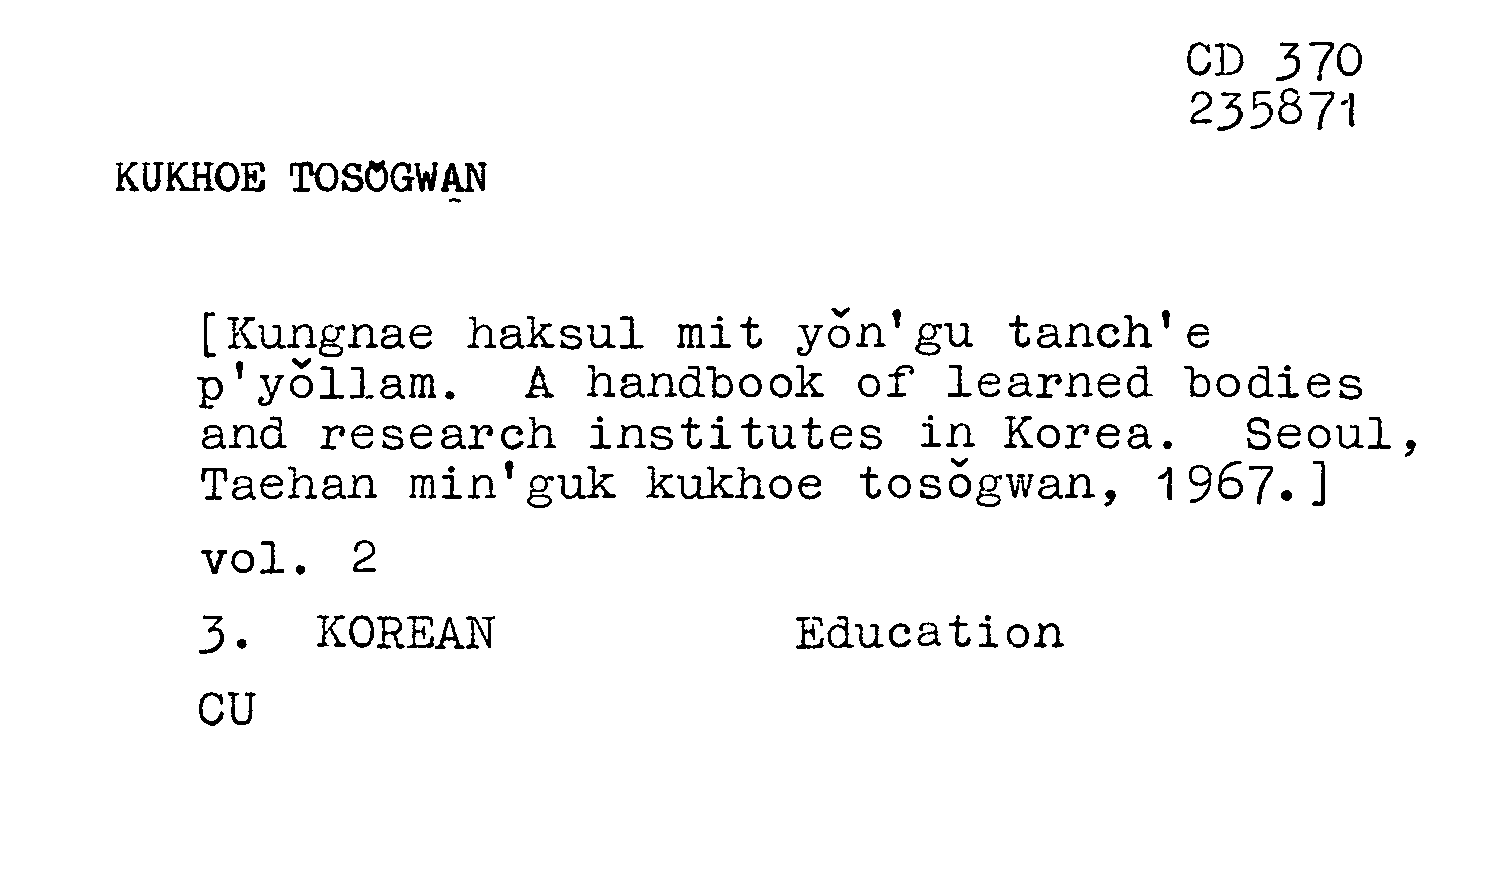 CD 370
235871
KUKHOE TOSŎGWAN
[Kungnae haksul mit yŏn'gu tanch'e
p'yŏllam. A handbook of learned bodies
and research institutes in Korea. Seoul,
Taehan min'guk kukhoe tosŏgwan, 1967.]
vol. 2
3. KOREAN Education
CU